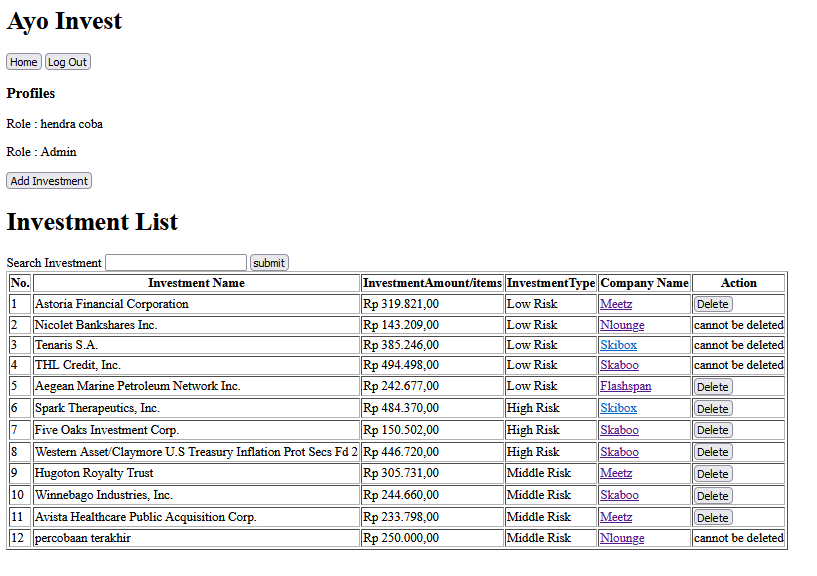 Ayo Invest
Home Log Out
Profiles
Role : hendra coba
Role : Admin
Add Investment
Investment List
Search Investment submit
No. Investment Name InvestmentAmount/items InvestmentType Company Name Action
1 Astoria Financial Corporation Rp 319.821,00 Low Risk Meetz Delete
2 Nicolet Bankshares Inc. Rp 143.209,00 Low Risk Nlounge cannot be deleted
3 Tenaris S.A. Rp 385.246,00 Low Risk Skibox cannot be deleted
4 THL Credit, Inc. Rp 494.498,00 Low Risk Skaboo cannot be deleted
5 Aegean Marine Petroleum Network Inc. Rp 242.677,00 Low Risk Flashspan Delete
6 Spark Therapeutics, Inc. Rp 484.370,00 High Risk Skibox Delete
7 Five Oaks Investment Corp. Rp 150.502,00 High Risk Skaboo Delete
8 Western Asset/Claymore U.S Treasury Inflation Prot Secs Fd 2 Rp 446.720,00 High Risk Skaboo Delete
9 Hugoton Royalty Trust Rp 305.731,00 Middle Risk Meetz Delete
10 Winnebago Industries, Inc. Rp 244.660,00 Middle Risk Skaboo Delete
11 Avista Healthcare Public Acquisition Corp. Rp 233.798,00 Middle Risk Meetz Delete
12 percobaan terakhir Rp 250.000,00 Middle Risk Nlounge cannot be deleted